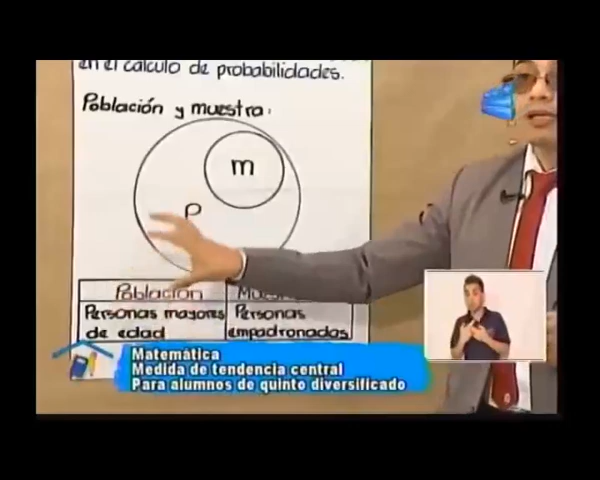 en el cálculo de probabilidades.
Población y muestra:
m
P
Población
Personas mayores Personas
de edad empadronadas
Matemática
Medida de tendencia central
Para alumnos de quinto diversificado